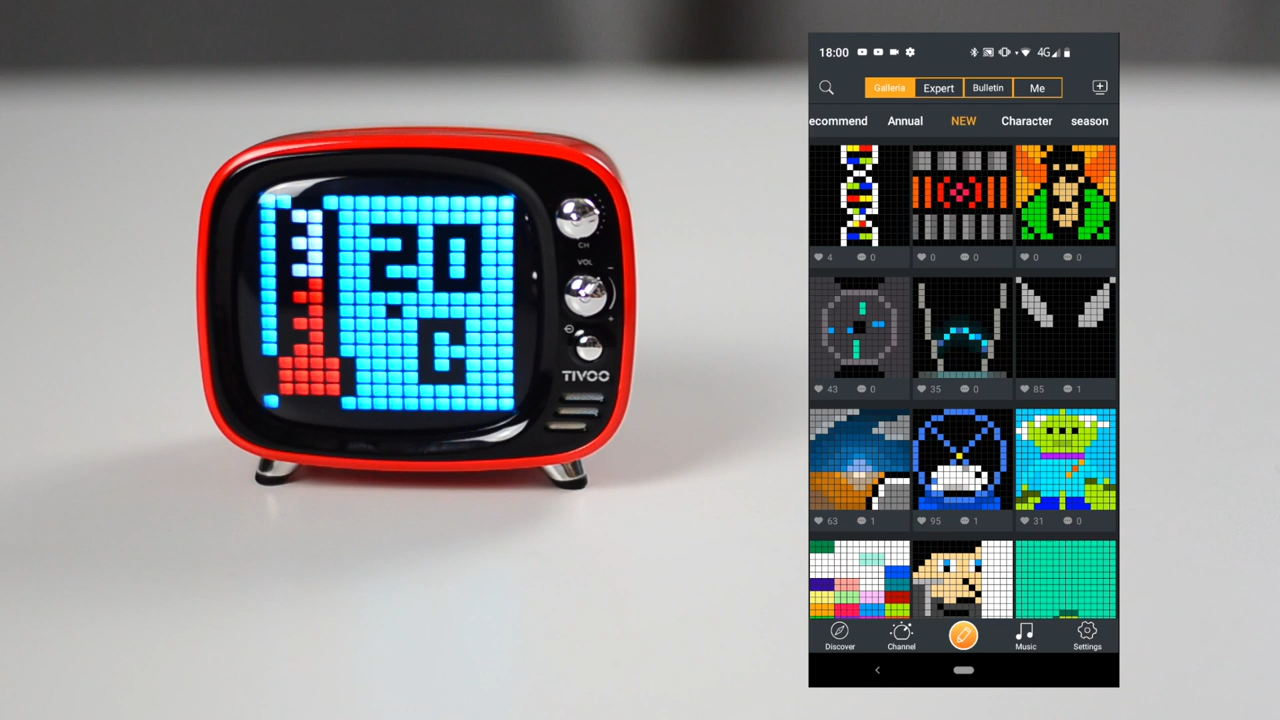 20
C
CH
VOL
-
+
TIVOO
18:00
4G
Galleria Expert Bulletin Me
ecommend Annual NEW Character season
4 0 0 0 0 0
43 0 35 0 85 1
63 1 95 1 31 0
Discover Channel Music Settings